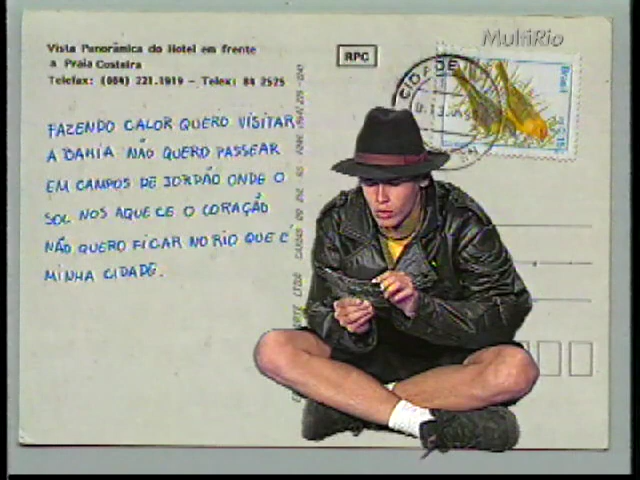 MultiRio
Vista Panorâmica do Hotel em frente
a Praia Costeira
Telefax: (084) 221.1919 - Telex: 84 2525
RPC
CIDADE
Brasil
FAZENDO CALOR QUERO VISITAR
A BAHIA NÃO QUERO PASSEAR
EM CAMPOS DE JORDÃO ONDE O
SOL NOS AQUECE O CORAÇÃO
NÃO QUERO FICAR NO RIO QUE É
MINHA CIDADE.